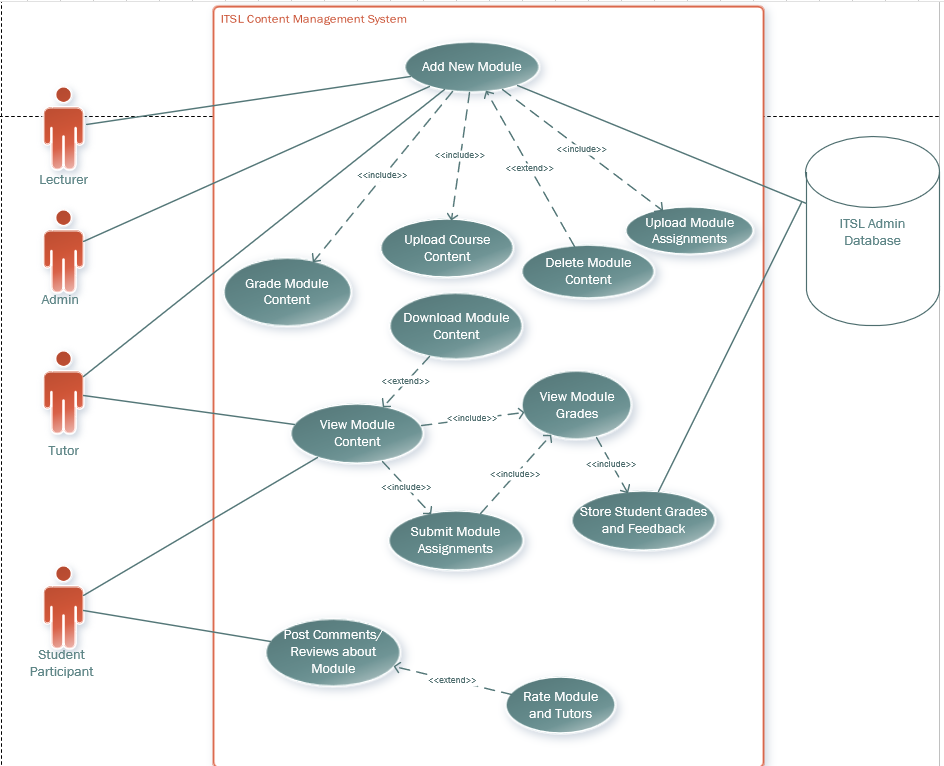 ITSL Content Management System
Add New Module
Lecturer
<<include>>
<<include>>
<<extend>>
<<include>>
Admin
Grade Module
Content
Upload Course
Content
Delete Module
Content
Upload Module
Assignments
ITSL Admin
Database
Download Module
Content
<<extend>>
Tutor
View Module
Content
<<include>>
View Module
Grades
<<include>>
<<include>>
<<include>>
Submit Module
Assignments
Store Student Grades
and Feedback
Student
Participant
Post Comments/
Reviews about
Module
<<extend>>
Rate Module
and Tutors